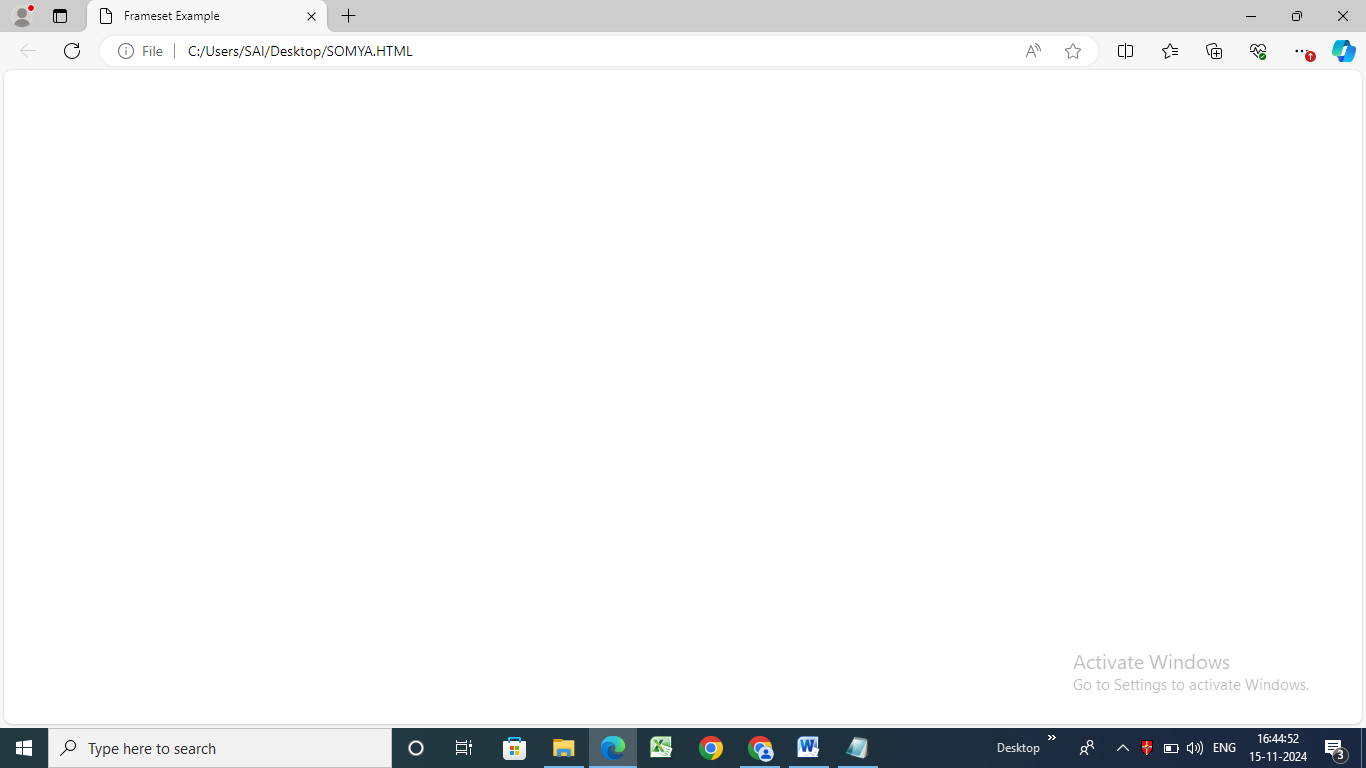 Frameset Example
File
C:/Users/SAI/Desktop/SOMYA.HTML
Activate Windows
Go to Settings to activate Windows.
Type here to search
Desktop
ENG
16:44:52
15-11-2024
3